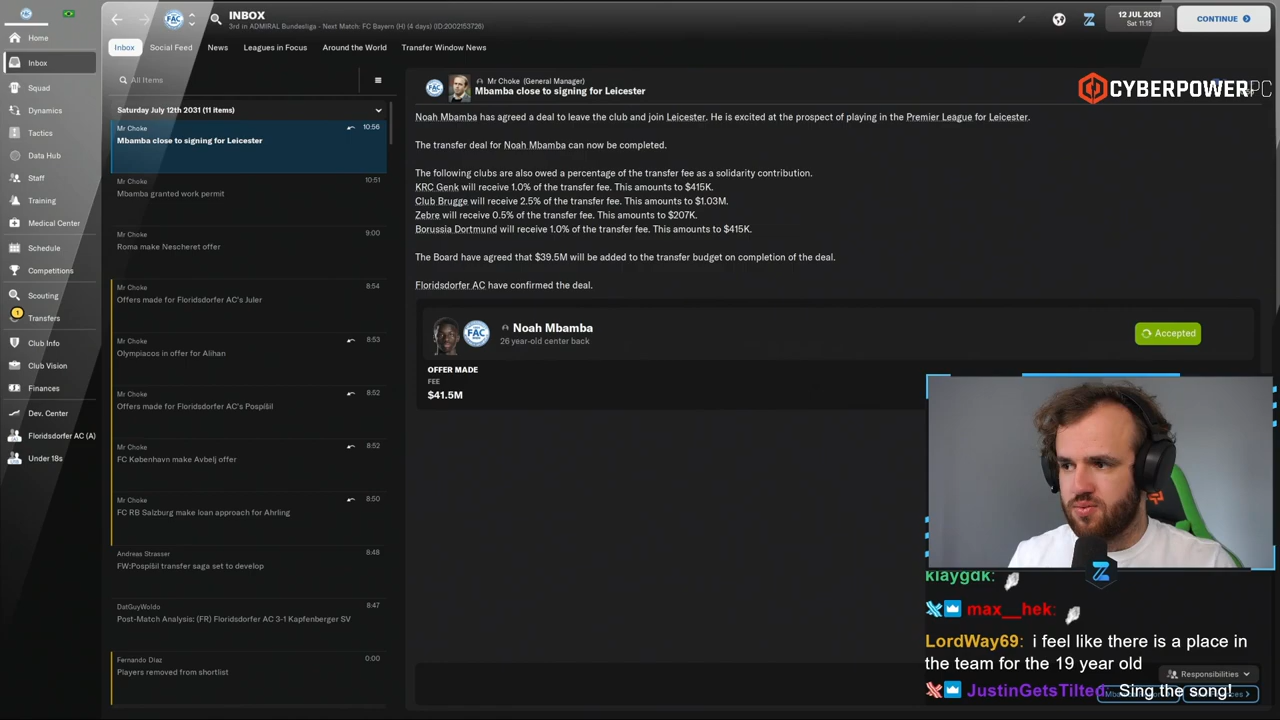 INBOX
3rd in ADMIRAL Bundesliga - Next Match: FC Bayern (H) (4 days) (ID:2002153726)
12 JUL 2031
Sat 11:15
CONTINUE
Home
Inbox
Squad
Dynamics
Tactics
Data Hub
Staff
Training
Medical Center
Schedule
Competitions
Scouting
1
Transfers
Club Info
Club Vision
Finances
Dev. Center
Floridsdorfer AC (A)
Under 18s
Inbox
Social Feed
News
Leagues in Focus
Around the World
Transfer Window News
All Items
Saturday July 12th 2031 (11 items)
Mr Choke 10:56
Mbamba close to signing for Leicester
Mr Choke 10:51
Mbamba granted work permit
Mr Choke 9:00
Roma make Nescheret offer
Mr Choke 8:54
Offers made for Floridsdorfer AC's Juler
Mr Choke 8:53
Olympiacos in offer for Alihan
Mr Choke 8:52
Offers made for Floridsdorfer AC's Pospíšil
Mr Choke 8:52
FC København make Avbelj offer
Mr Choke 8:50
FC RB Salzburg make loan approach for Ahrling
Andreas Strasser 8:48
FW:Pospíšil transfer saga set to develop
DatGuyWoldo 8:47
Post-Match Analysis: (FR) Floridsdorfer AC 3-1 Kapfenberger SV
Fernando Diaz 0:00
Players removed from shortlist
Mr Choke (General Manager)
Mbamba close to signing for Leicester
CYBERPOWERPC
Noah Mbamba has agreed a deal to leave the club and join Leicester. He is excited at the prospect of playing in the Premier League for Leicester.
The transfer deal for Noah Mbamba can now be completed.
The following clubs are also owed a percentage of the transfer fee as a solidarity contribution.
KRC Genk will receive 1.0% of the transfer fee. This amounts to $415K.
Club Brugge will receive 2.5% of the transfer fee. This amounts to $1.03M.
Zebre will receive 0.5% of the transfer fee. This amounts to $207K.
Borussia Dortmund will receive 1.0% of the transfer fee. This amounts to $415K.
The Board have agreed that $39.5M will be added to the transfer budget on completion of the deal.
Floridsdorfer AC have confirmed the deal.
Noah Mbamba
26 year-old center back
Accepted
OFFER MADE
FEE
$41.5M
klaygdk:
max__hek:
LordWay69: i feel like there is a place in
the team for the 19 year old
Responsibilities
JustinGetsTilted: Sing the song!